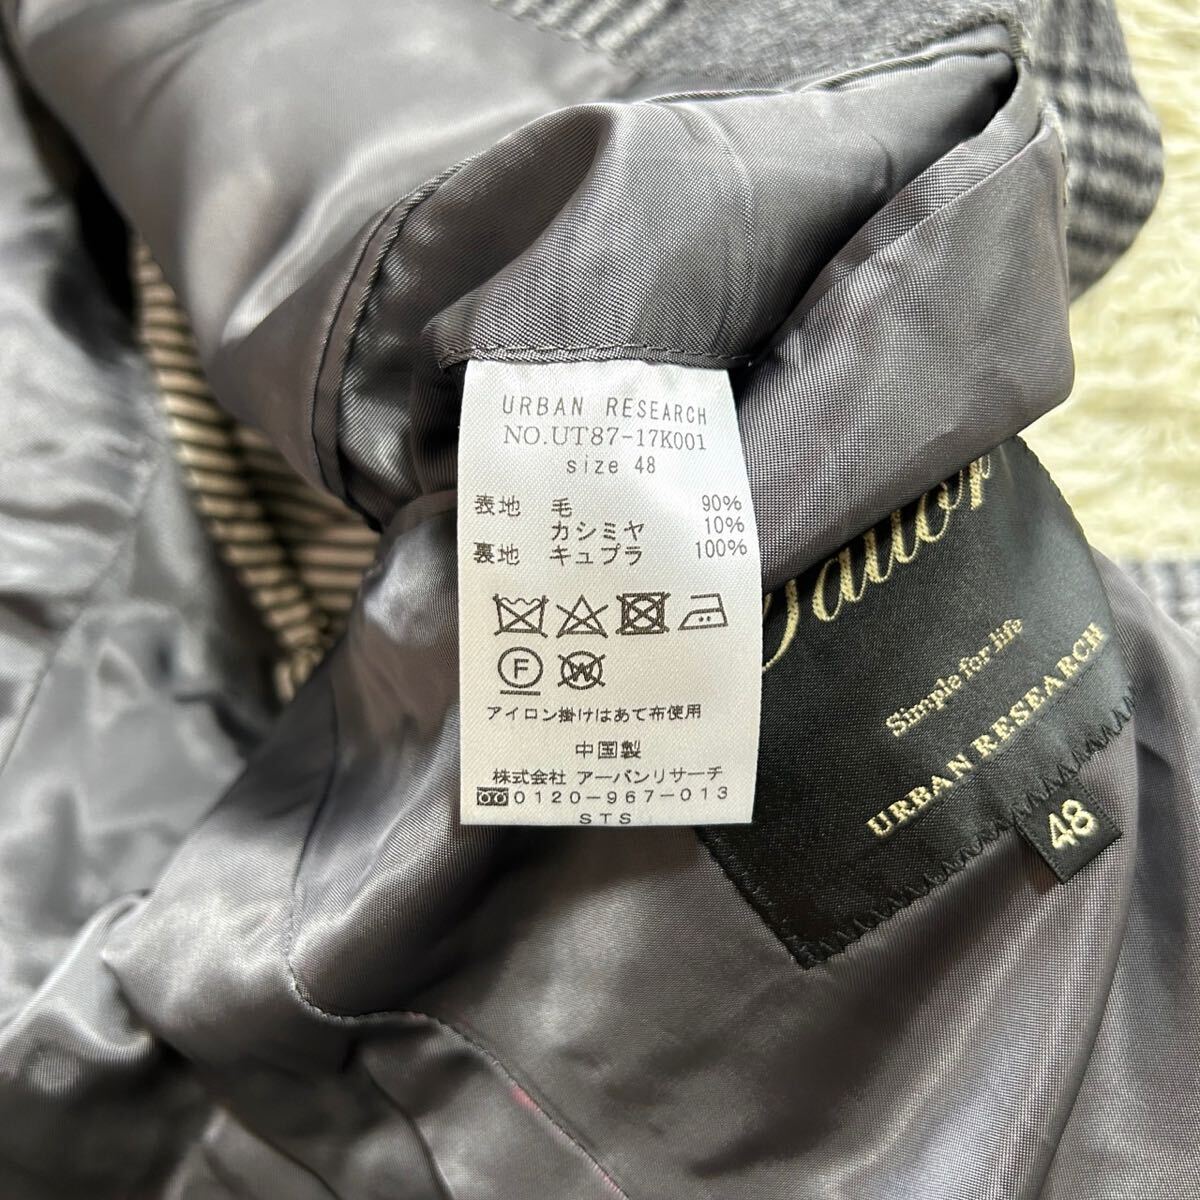 URBAN RESEARCH
NO.UT87-17K001
size 48
表地 毛 90%
カシミヤ 10%
裏地 キュプラ 100%
F
W
アイロン掛けはあて布使用
中国製
株式会社 アーバンリサーチ
0120-967-013
STS
Tailor
Simple for life
URBAN RESEARCH
48